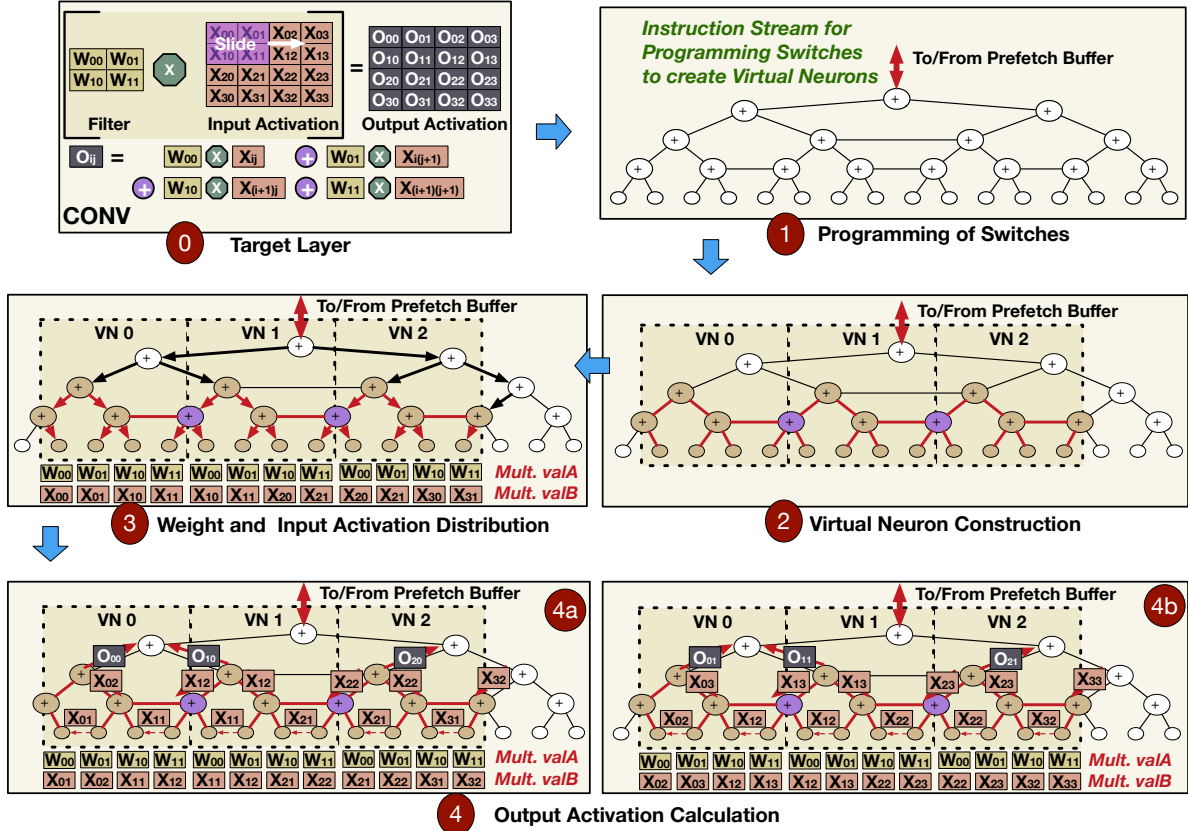 W00 W01
W10 W11
X
X00 X01 X02 X03
Slide
X10 X11 X12 X13
X20 X21 X22 X23
X30 X31 X32 X33
=
O00 O01 O02 O03
O10 O11 O12 O13
O20 O21 O22 O23
O30 O31 O32 O33
Filter Input Activation Output Activation
Oij = W00 X Xij + W01 X Xi(j+1)
+ W10 X X(i+1)j + W11 X X(i+1)(j+1)
CONV
0 Target Layer
Instruction Stream for
Programming Switches
to create Virtual Neurons
To/From Prefetch Buffer
+
+ +
+ + + +
+ + + + + + + +
1 Programming of Switches
To/From Prefetch Buffer
VN 0 VN 1 VN 2
+
+ +
+ + + +
+ + + + + + + +
W00 W01 W10 W11 W00 W01 W10 W11 W00 W01 W10 W11 Mult. valA
X00 X01 X10 X11 X10 X11 X20 X21 X20 X21 X30 X31 Mult. valB
3 Weight and Input Activation Distribution
To/From Prefetch Buffer
VN 0 VN 1 VN 2
+
+ +
+ + + +
+ + + + + + + +
2 Virtual Neuron Construction
To/From Prefetch Buffer
4a
VN 0 VN 1 VN 2
+
+ +
O00 O10 O20
+ + + +
X02 X12 X12 X22 X22 X32
+ + + + + + + +
X01 X11 X11 X21 X21 X31
W00 W01 W10 W11 W00 W01 W10 W11 W00 W01 W10 W11 Mult. valA
X01 X02 X11 X12 X11 X12 X21 X22 X21 X22 X31 X32 Mult. valB
To/From Prefetch Buffer
4b
VN 0 VN 1 VN 2
+
+ +
O01 O11 O21
+ + + +
X03 X13 X13 X23 X23 X33
+ + + + + + + +
X02 X12 X12 X22 X22 X32
W00 W01 W10 W11 W00 W01 W10 W11 W00 W01 W10 W11 Mult. valA
X02 X03 X12 X13 X12 X13 X22 X23 X22 X23 X32 X33 Mult. valB
4 Output Activation Calculation